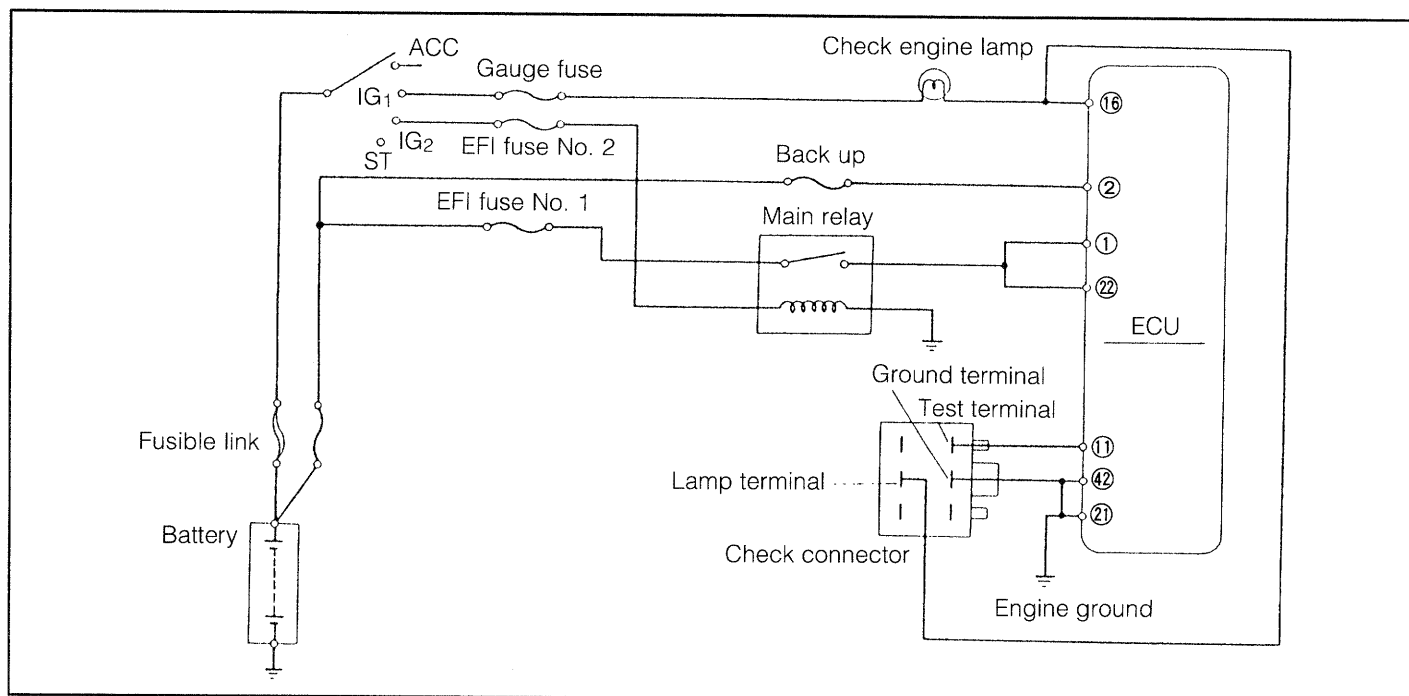 ACC
Check engine lamp
Gauge fuse
IG1
⑯
IG2
EFI fuse No. 2
ST
Back up
②
EFI fuse No. 1
Main relay
①
㉒
ECU
Ground terminal
Test terminal
Fusible link
⑪
Lamp terminal
㊷
㉑
Battery
Check connector
Engine ground